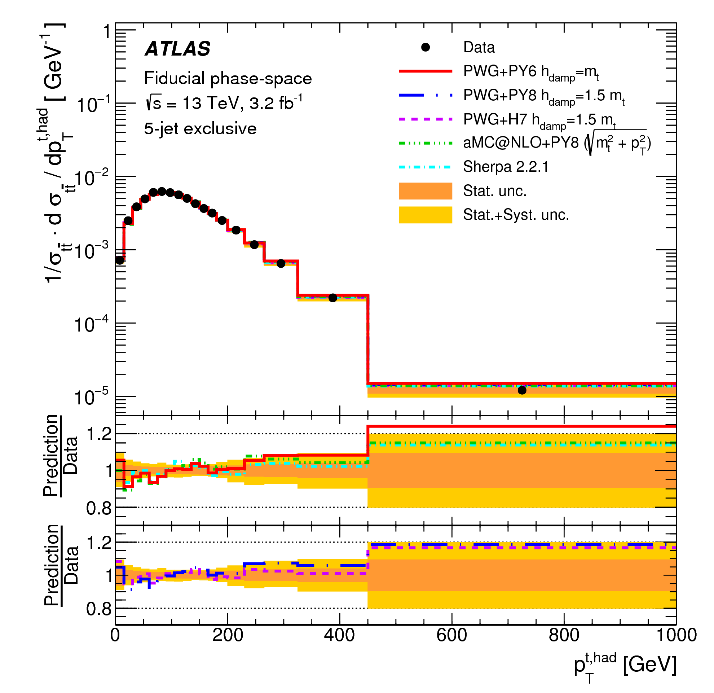 ATLAS
Fiducial phase-space
√s = 13 TeV, 3.2 fb⁻¹
5-jet exclusive
Data
PWG+PY6 h_damp=m_t
PWG+PY8 h_damp=1.5 m_t
PWG+H7 h_damp=1.5 m_t
aMC@NLO+PY8 (√(m_t² + p_T²))
Sherpa 2.2.1
Stat. unc.
Stat.+Syst. unc.
1/σ_tt̄ · d σ_tt̄ / dp_T^{t,had} [ GeV⁻¹]
1
10⁻¹
10⁻²
10⁻³
10⁻⁴
10⁻⁵
Prediction
Data
1.2
1
0.8
Prediction
Data
1.2
1.0
0.8
0 200 400 600 800 1000
p_T^{t,had} [GeV]